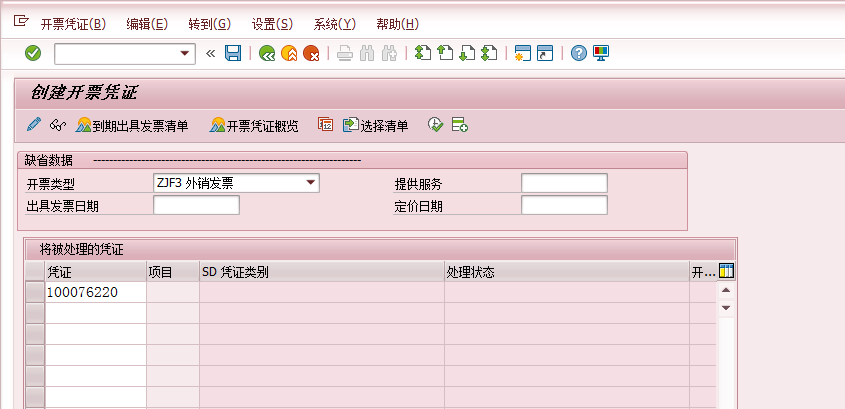 开票凭证(B) 编辑(E) 转到(G) 设置(S) 系统(Y) 帮助(H)
创建开票凭证
到期出具发票清单 开票凭证概览 选择清单
缺省数据
开票类型 ZJF3 外销发票 提供服务
出具发票日期 定价日期
将被处理的凭证
凭证 项目 SD 凭证类别 处理状态 开...
100076220